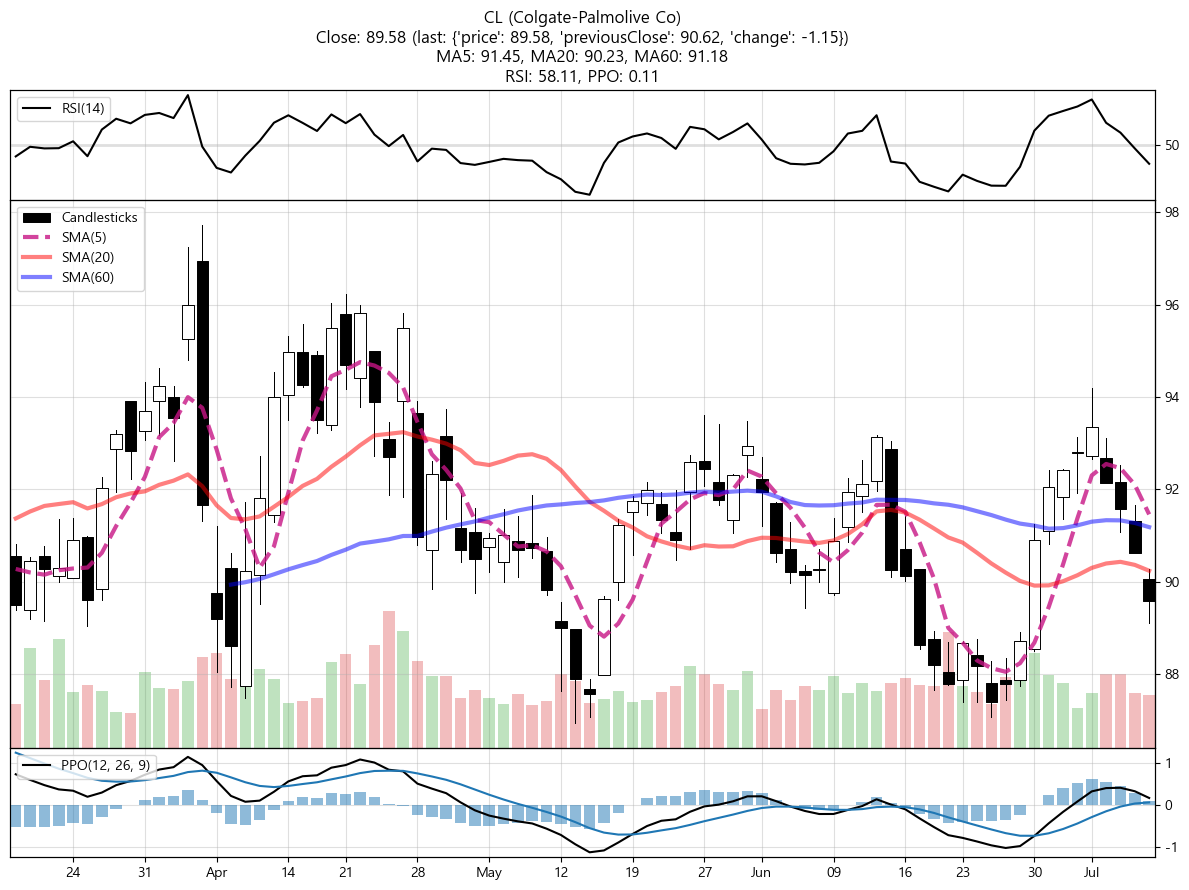 CL (Colgate-Palmolive Co)
Close: 89.58 (last: {'price': 89.58, 'previousClose': 90.62, 'change': -1.15})
MA5: 91.45, MA20: 90.23, MA60: 91.18
RSI: 58.11, PPO: 0.11
RSI(14)
50
Candlesticks
SMA(5)
SMA(20)
SMA(60)
98
96
94
92
90
88
PPO(12, 26, 9)
1
0
-1
24 31 Apr 14 21 28 May 12 19 27 Jun 09 16 23 30 Jul